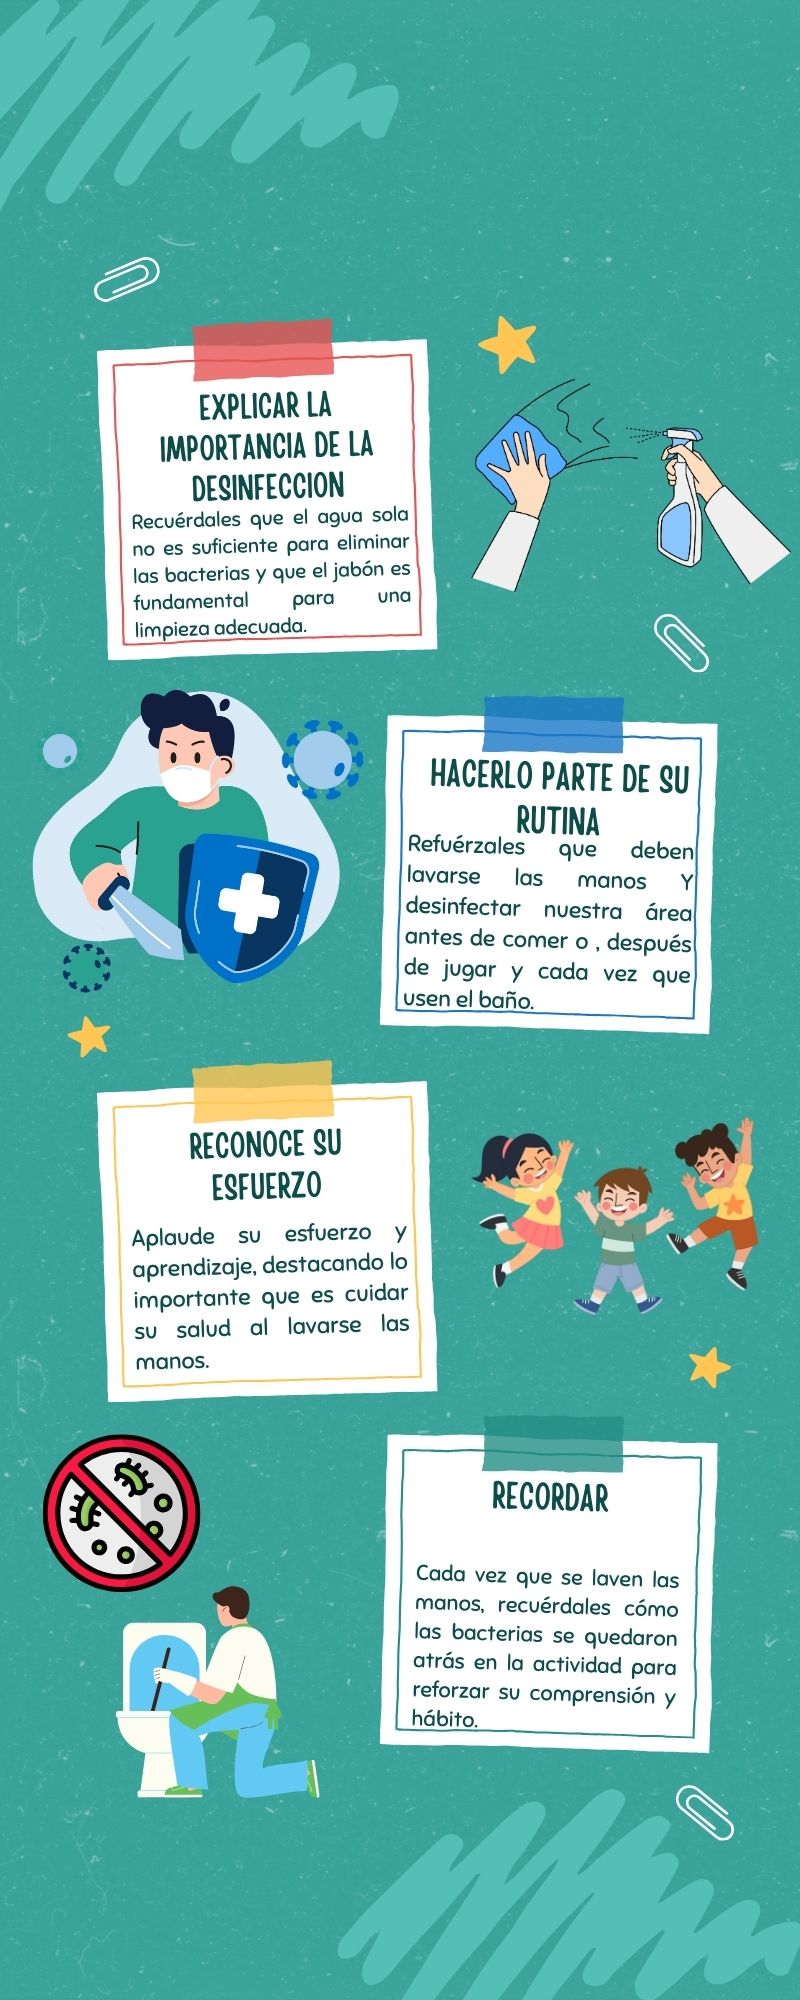 EXPLICAR LA
IMPORTANCIA DE LA
DESINFECCION
Recuérdales que el agua sola
no es suficiente para eliminar
las bacterias y que el jabón es
fundamental para una
limpieza adecuada.
HACERLO PARTE DE SU
RUTINA
Refuérzales que deben
lavarse las manos Y
desinfectar nuestra área
antes de comer o , después
de jugar y cada vez que
usen el baño.
RECONOCE SU
ESFUERZO
Aplaude su esfuerzo y
aprendizaje, destacando lo
importante que es cuidar
su salud al lavarse las
manos.
RECORDAR
Cada vez que se laven las
manos, recuérdales cómo
las bacterias se quedaron
atrás en la actividad para
reforzar su comprensión y
hábito.